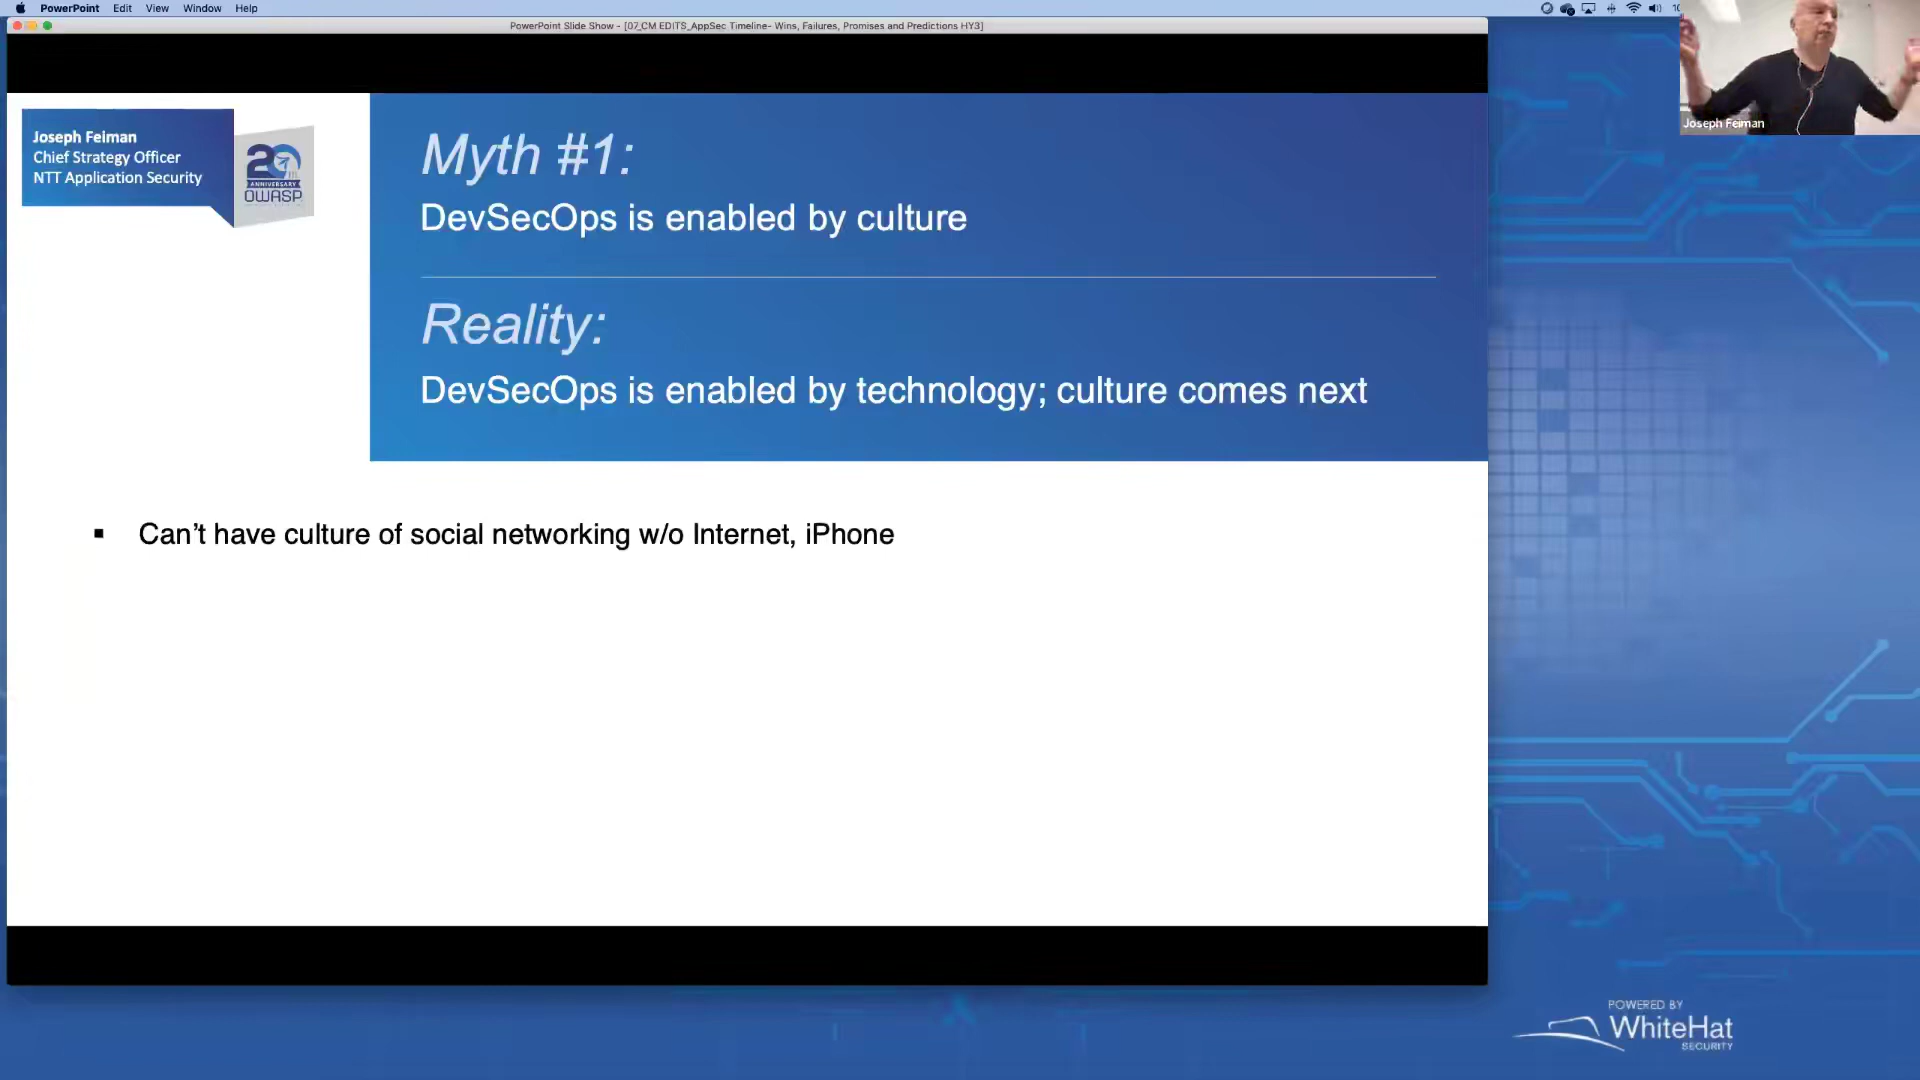 PowerPoint Edit View Window Help
PowerPoint Slide Show - [07_CM EDITS_AppSec Timeline- Wins, Failures, Promises and Predictions HY3]
Joseph Feiman
Joseph Feiman
Chief Strategy Officer
NTT Application Security
20th
ANNIVERSARY
OWASP
Myth #1:
DevSecOps is enabled by culture
Reality:
DevSecOps is enabled by technology; culture comes next
▪ Can’t have culture of social networking w/o Internet, iPhone
POWERED BY
WhiteHat
SECURITY